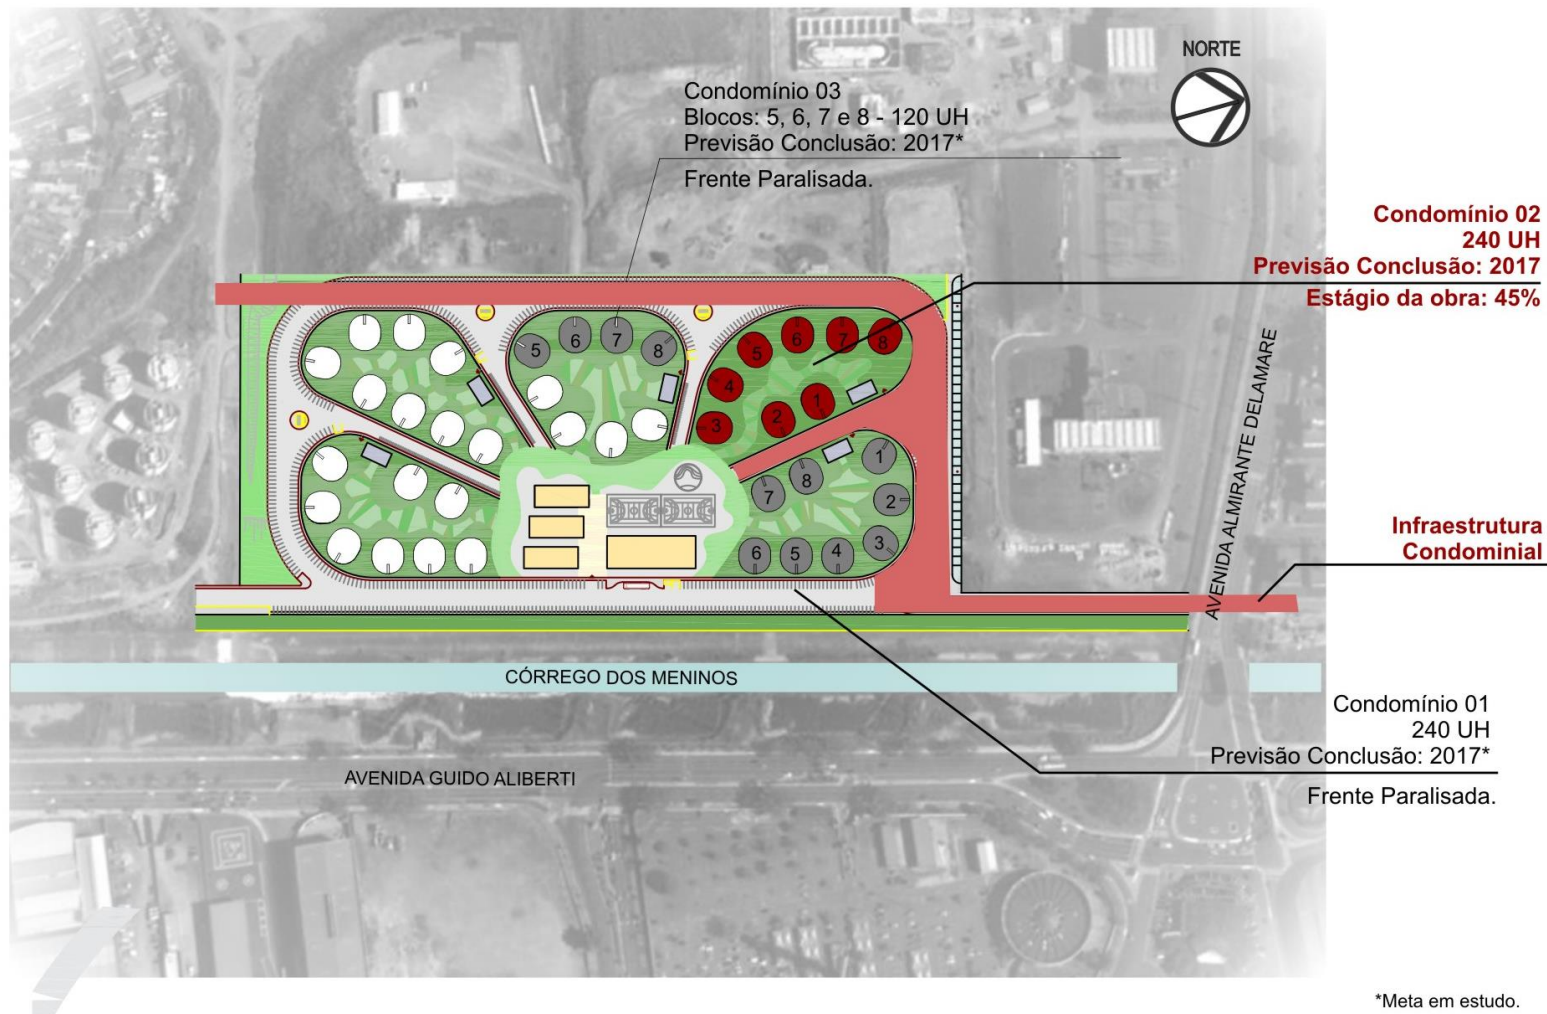 NORTE
Condomínio 03
Blocos: 5, 6, 7 e 8 - 120 UH
Previsão Conclusão: 2017*
Frente Paralisada.
Condomínio 02
240 UH
Previsão Conclusão: 2017
Estágio da obra: 45%
5
6
7
8
5
6
7
8
4
3
2
1
AVENIDA ALMIRANTE DELAMARE
1
2
3
4
5
6
7
8
Infraestrutura
Condominial
CÓRREGO DOS MENINOS
Condomínio 01
240 UH
Previsão Conclusão: 2017*
Frente Paralisada.
AVENIDA GUIDO ALIBERTI
*Meta em estudo.